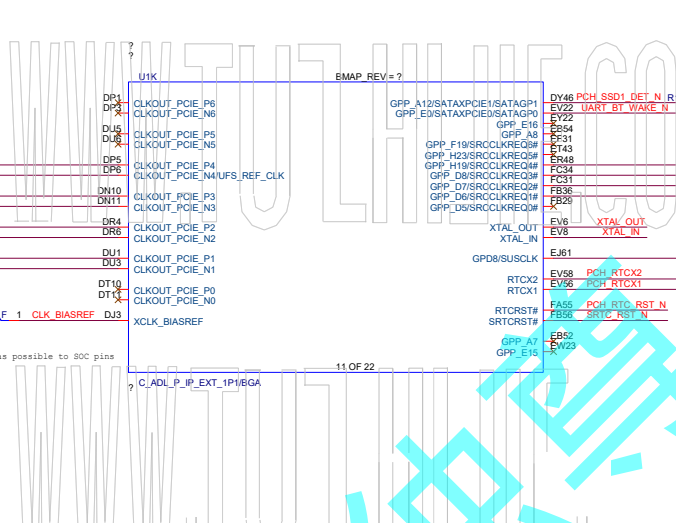 ?
?
U1K BMAP_REV = ?
DP1 CLKOUT_PCIE_P6 GPP_A12/SATAXPCIE1/SATAGP1 DY46 PCH_SSD1_DET_N
DP3 CLKOUT_PCIE_N6 GPP_E0/SATAXPCIE0/SATAGP0 EV22 UART_BT_WAKE_N
GPP_E16 EY22
DU5 CLKOUT_PCIE_P5 GPP_A8 EB54
DU6 CLKOUT_PCIE_N5 GPP_F19/SRCCLKREQ6# EF31
GPP_H23/SRCCLKREQ5# ET43
DP5 CLKOUT_PCIE_P4 GPP_H19/SRCCLKREQ4# ER48
DP6 CLKOUT_PCIE_N4/UFS_REF_CLK GPP_D8/SRCCLKREQ3# FC34
GPP_D7/SRCCLKREQ2# FC31
DN10 CLKOUT_PCIE_P3 GPP_D6/SRCCLKREQ1# FB36
DN11 CLKOUT_PCIE_N3 GPP_D5/SRCCLKREQ0# FB29
DR4 CLKOUT_PCIE_P2 XTAL_OUT EV6 XTAL_OUT
DR6 CLKOUT_PCIE_N2 XTAL_IN EV8 XTAL_IN
DU1 CLKOUT_PCIE_P1 GPD8/SUSCLK EJ61
DU3 CLKOUT_PCIE_N1
RTCX2 EV58 PCH_RTCX2
DT10 CLKOUT_PCIE_P0 RTCX1 EV56 PCH_RTCX1
DT11 CLKOUT_PCIE_N0
RTCRST# FA55 PCH_RTC_RST_N
F 1 CLK_BIASREF DJ3 XCLK_BIASREF SRTCRST# FB56 SRTC_RST_N
GPP_A7 EB52
GPP_E15 EW23
s possible to SOC pins
11 OF 22
? C_ADL_P_IP_EXT_1P1/BGA